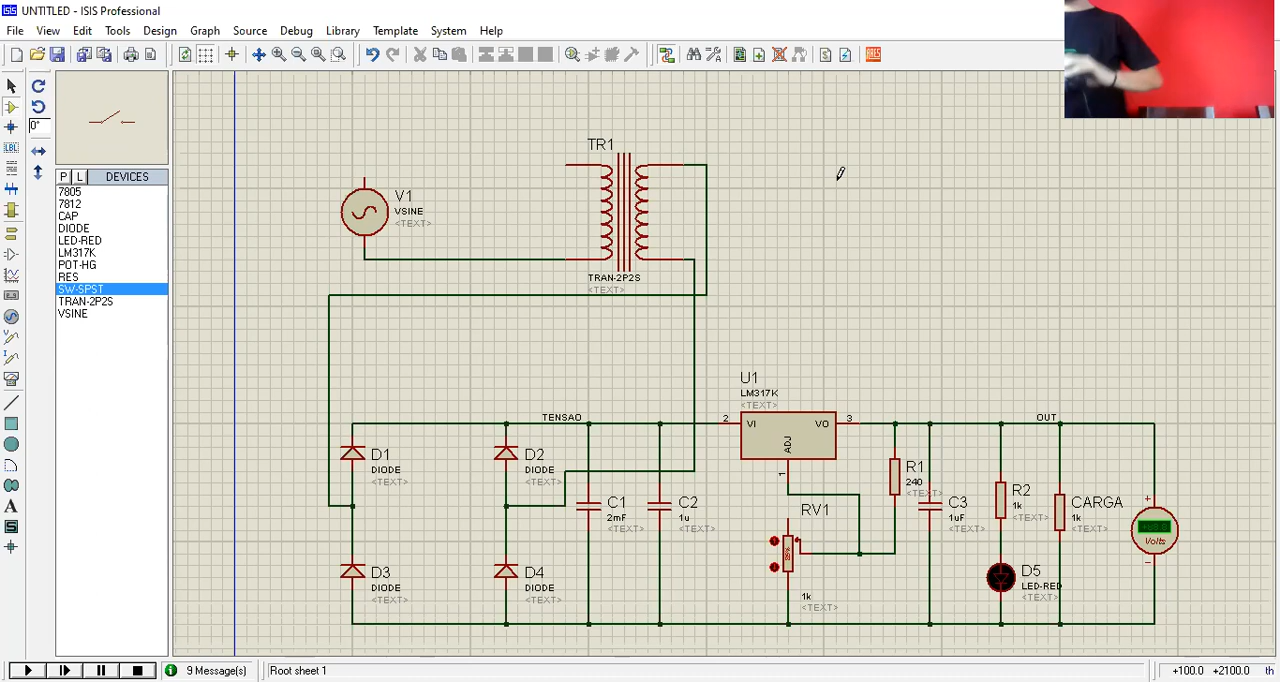 UNTITLED - ISIS Professional
File View Edit Tools Design Graph Source Debug Library Template System Help
0°
LBL
ARES
P L DEVICES
7805
7812
CAP
DIODE
LED-RED
LM317K
POT-HG
RES
SW-SPST
TRAN-2P2S
VSINE
A
S
TR1
TRAN-2P2S
<TEXT>
V1
VSINE
<TEXT>
TENSAO
U1
LM317K
<TEXT>
2 VI VO 3
ADJ
1
OUT
D1
DIODE
<TEXT>
D2
DIODE
<TEXT>
D3
DIODE
<TEXT>
D4
DIODE
<TEXT>
C1
2mF
<TEXT>
C2
1u
<TEXT>
RV1
1k
<TEXT>
R1
240
<TEXT>
C3
1uF
<TEXT>
R2
1k
<TEXT>
D5
LED-RED
<TEXT>
CARGA
1k
<TEXT>
+
Volts
-
9 Message(s) Root sheet 1 +100.0 +2100.0 th